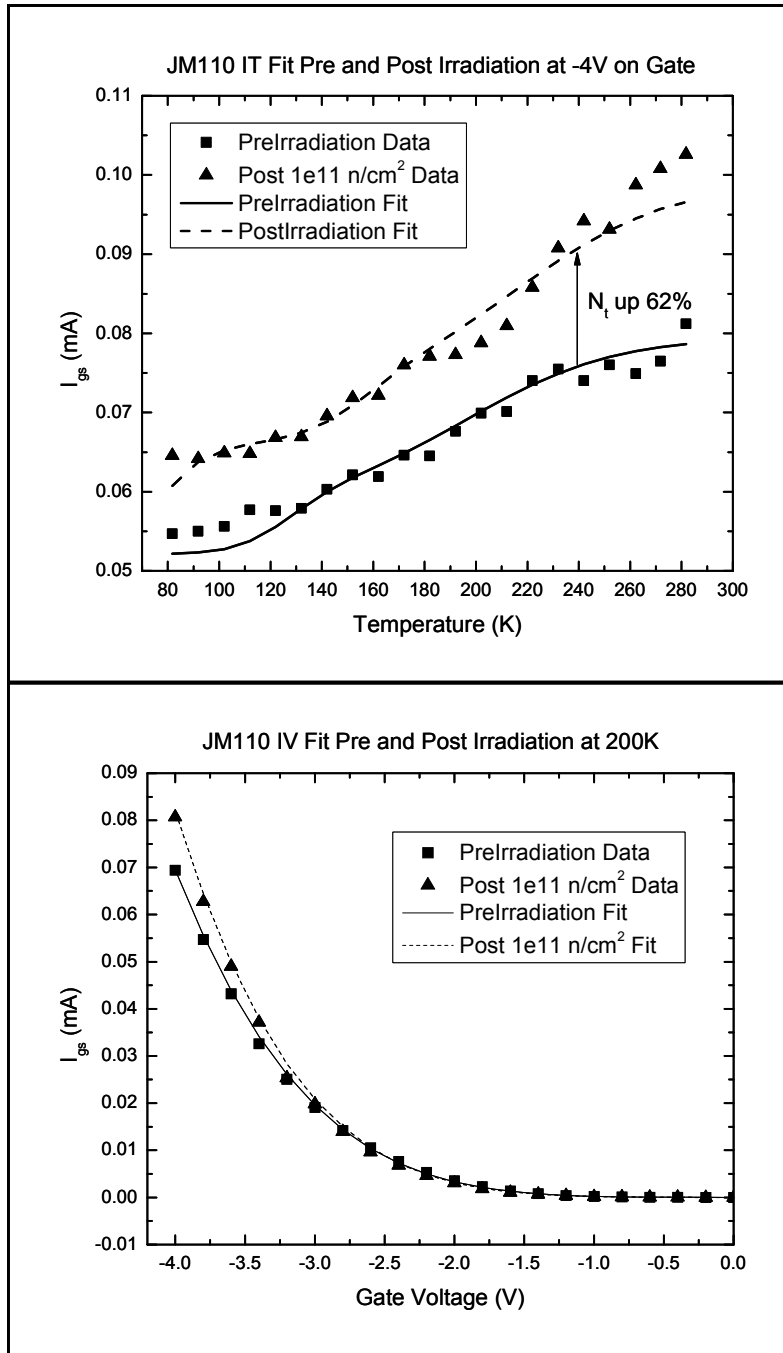 JM110 IT Fit Pre and Post Irradiation at -4V on Gate
0.11
0.10
0.09
0.08
0.07
0.06
0.05
I_gs (mA)
PreIrradiation Data
Post 1e11 n/cm² Data
PreIrradiation Fit
PostIrradiation Fit
N_t up 62%
80 100 120 140 160 180 200 220 240 260 280 300
Temperature (K)
JM110 IV Fit Pre and Post Irradiation at 200K
0.09
0.08
0.07
0.06
0.05
0.04
0.03
0.02
0.01
0.00
-0.01
I_gs (mA)
PreIrradiation Data
Post 1e11 n/cm² Data
PreIrradiation Fit
Post 1e11 n/cm² Fit
-4.0 -3.5 -3.0 -2.5 -2.0 -1.5 -1.0 -0.5 0.0
Gate Voltage (V)